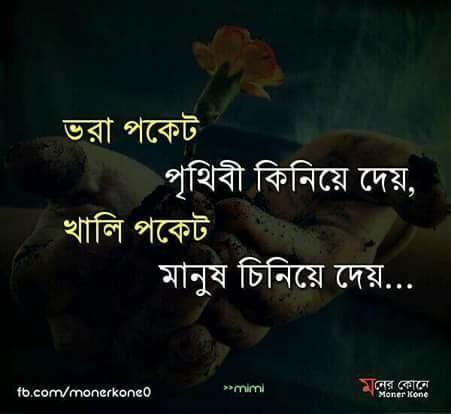 ভরা পকেট
পৃথিবী কিনিয়ে দেয়,
খালি পকেট
মানুষ চিনিয়ে দেয়...
fb.com/monerkone0
>>mimi
মনের কোনে
Moner Kone